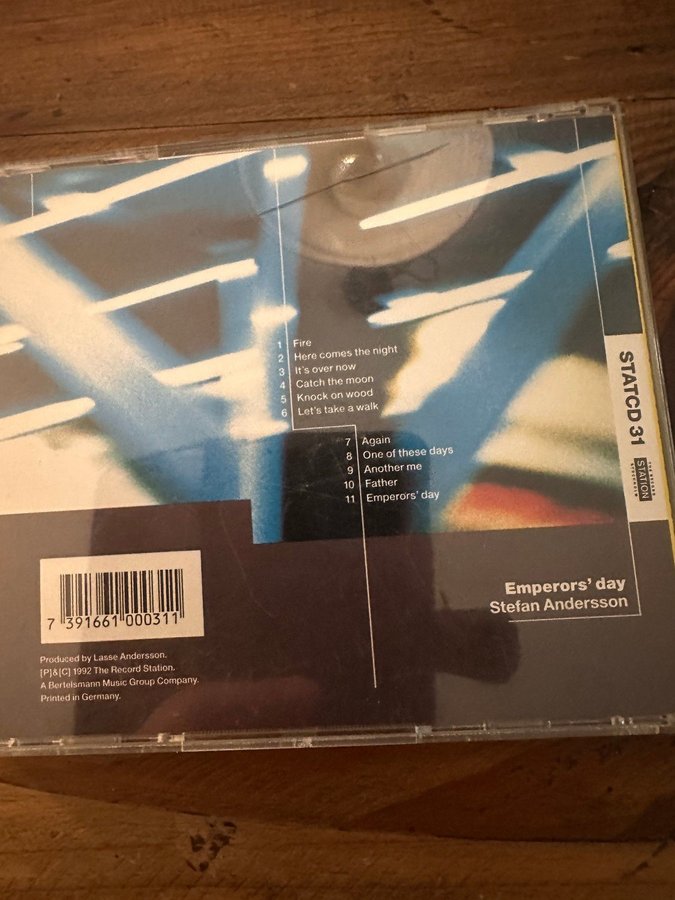 1 Fire
2 Here comes the night
3 It's over now
4 Catch the moon
5 Knock on wood
6 Let's take a walk
7 Again
8 One of these days
9 Another me
10 Father
11 Emperors' day
STATCD 31
THE RECORD
STATION
STOCKHOLM
Emperors' day
Stefan Andersson
7 391661 000311
Produced by Lasse Andersson.
[P]&[C] 1992 The Record Station.
A Bertelsmann Music Group Company.
Printed in Germany.